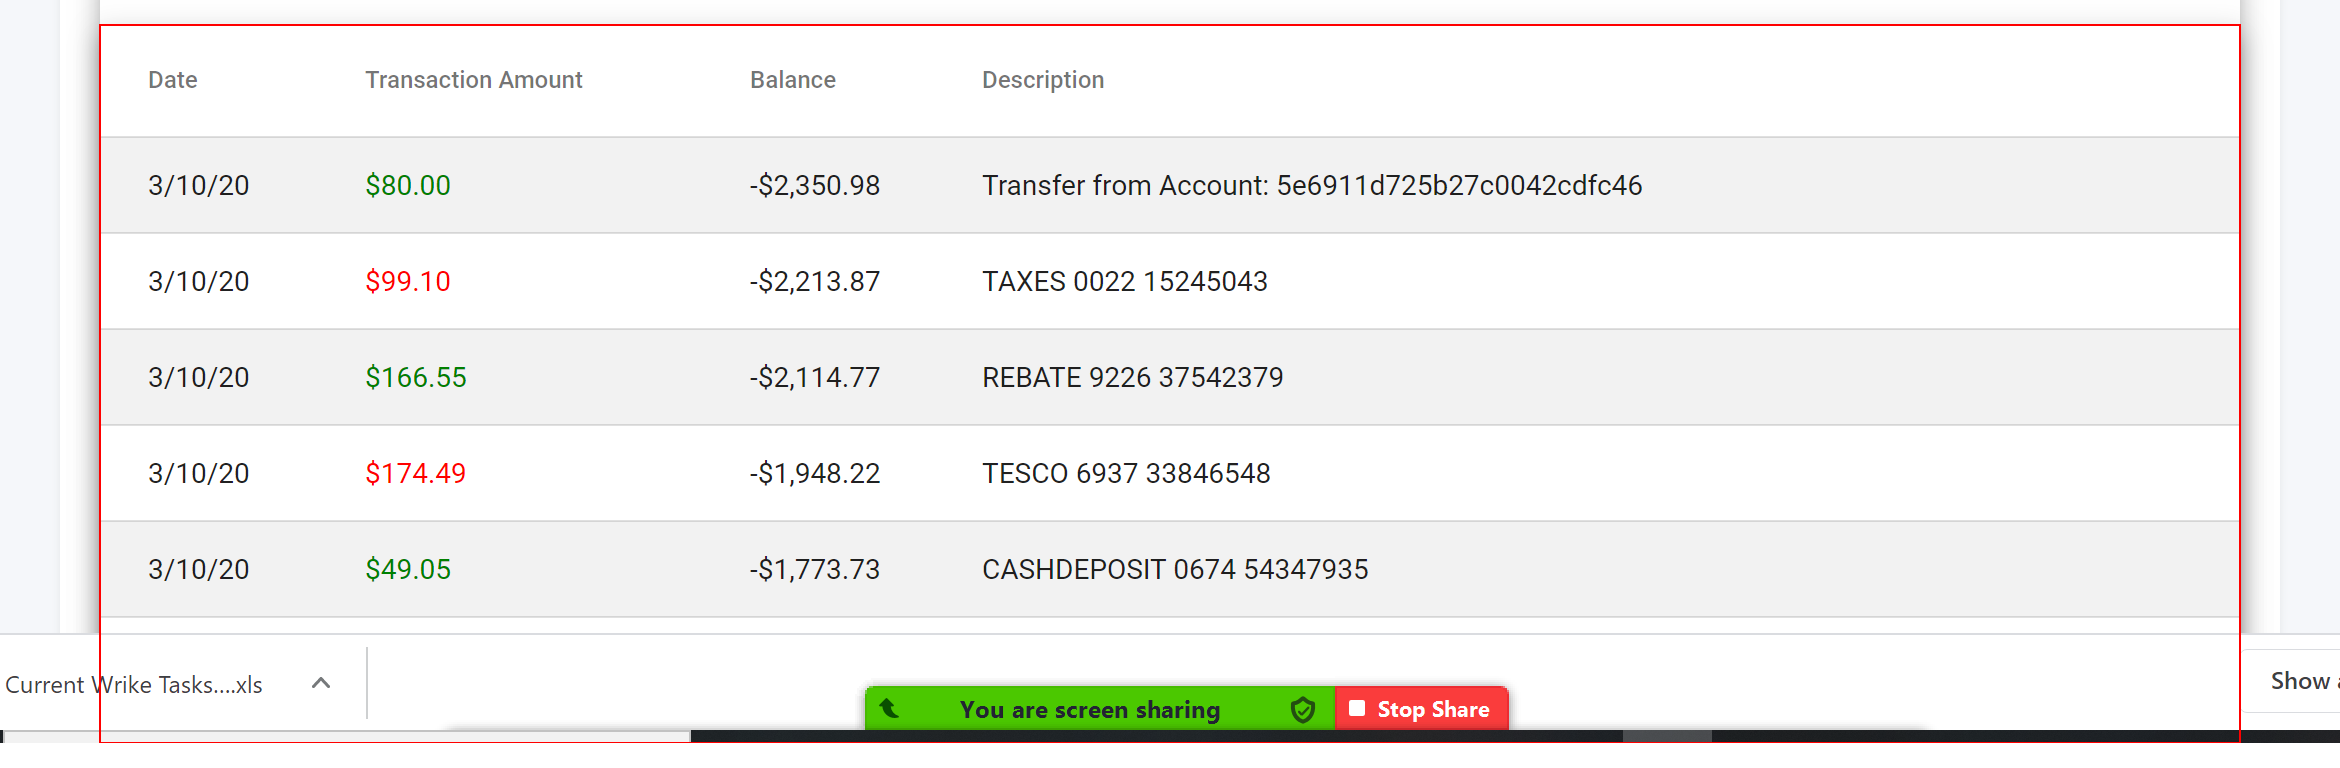 Date Transaction Amount Balance Description
3/10/20 $80.00 -$2,350.98 Transfer from Account: 5e6911d725b27c0042cdfc46
3/10/20 $99.10 -$2,213.87 TAXES 0022 15245043
3/10/20 $166.55 -$2,114.77 REBATE 9226 37542379
3/10/20 $174.49 -$1,948.22 TESCO 6937 33846548
3/10/20 $49.05 -$1,773.73 CASHDEPOSIT 0674 54347935
Current Wrike Tasks....xls Show
You are screen sharing Stop Share